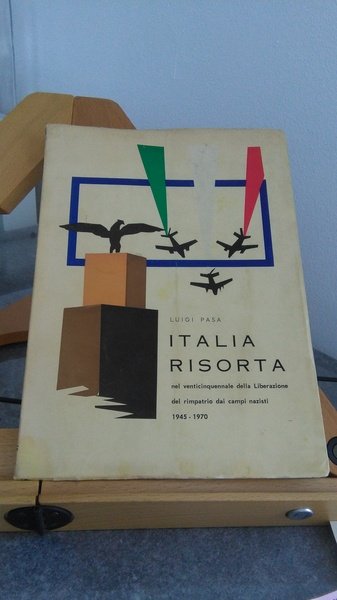 LUIGI PASA
ITALIA
RISORTA
nel venticinquennale della Liberazione
del rimpatrio dai campi nazisti
1945 - 1970